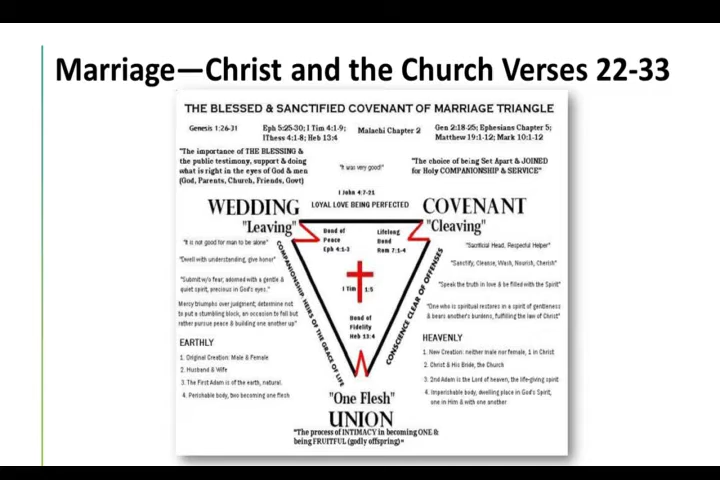 Marriage—Christ and the Church Verses 22-33
THE BLESSED & SANCTIFIED COVENANT OF MARRIAGE TRIANGLE
Genesis 1:26-31
Eph 5:25-30; I Tim 4:1-9;
IThess 4:1-8; Heb 13:4
Malachi Chapter 2
Gen 2:18-25; Ephesians Chapter 5;
Matthew 19:1-12; Mark 10:1-12
"The importance of THE BLESSING &
the public testimony, support & doing
what is right in the eyes of God & men
(God, Parents, Church, Friends, Govt)
"It was very good!"
"The choice of being Set Apart & JOINED
for Holy COMPANIONSHIP & SERVICE"
I John 4:7-21
LOYAL LOVE BEING PERFECTED
WEDDING
"Leaving"
COVENANT
"Cleaving"
Bond of
Peace
Eph 4:1-3
Lifelong
Bond
Rom 7:1-4
I Tim 1:5
Bond of
Fidelity
Heb 13:4
COMPANIONSHIP, HEIRS OF THE GRACE OF LIFE
CONSCIENCE CLEAR OF OFFENSES
"It is not good for man to be alone"
"Dwell with understanding, give honor"
"Submit w/o fear, adorned with a gentle &
quiet spirit, precious in God's eyes."
Mercy triumphs over judgment; determine not
to put a stumbling block, an occasion to fall but
rather pursue peace & building one another up"
EARTHLY
1. Original Creation: Male & Female
2. Husband & Wife
3. The First Adam is of the earth, natural.
4. Perishable body, two becoming one flesh
"Sacrificial Head, Respectful Helper"
"Sanctify, Cleanse, Wash, Nourish, Cherish"
"Speak the truth in love & be filled with the Spirit"
"One who is spiritual restores in a spirit of gentleness
& bears another's burdens, fulfilling the law of Christ"
HEAVENLY
1. New Creation: neither male nor female, 1 in Christ
2. Christ & His Bride, the Church
3. 2nd Adam is the Lord of heaven, the life-giving spirit
4. Imperishable body, dwelling place in God's Spirit,
one in Him & with one another
"One Flesh"
UNION
"The process of INTIMACY in becoming ONE &
being FRUITFUL (godly offspring)"